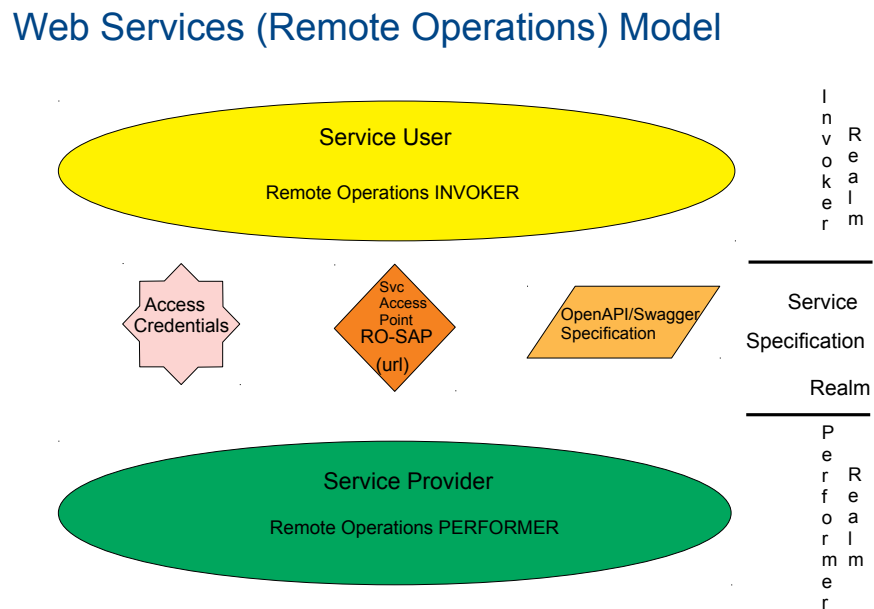 Web Services (Remote Operations) Model
Service User
Remote Operations INVOKER
Invoker
Realm
Access
Credentials
Svc
Access
Point
RO-SAP
(url)
OpenAPI/Swagger
Specification
Service
Specification
Realm
Service Provider
Remote Operations PERFORMER
Performer
Realm